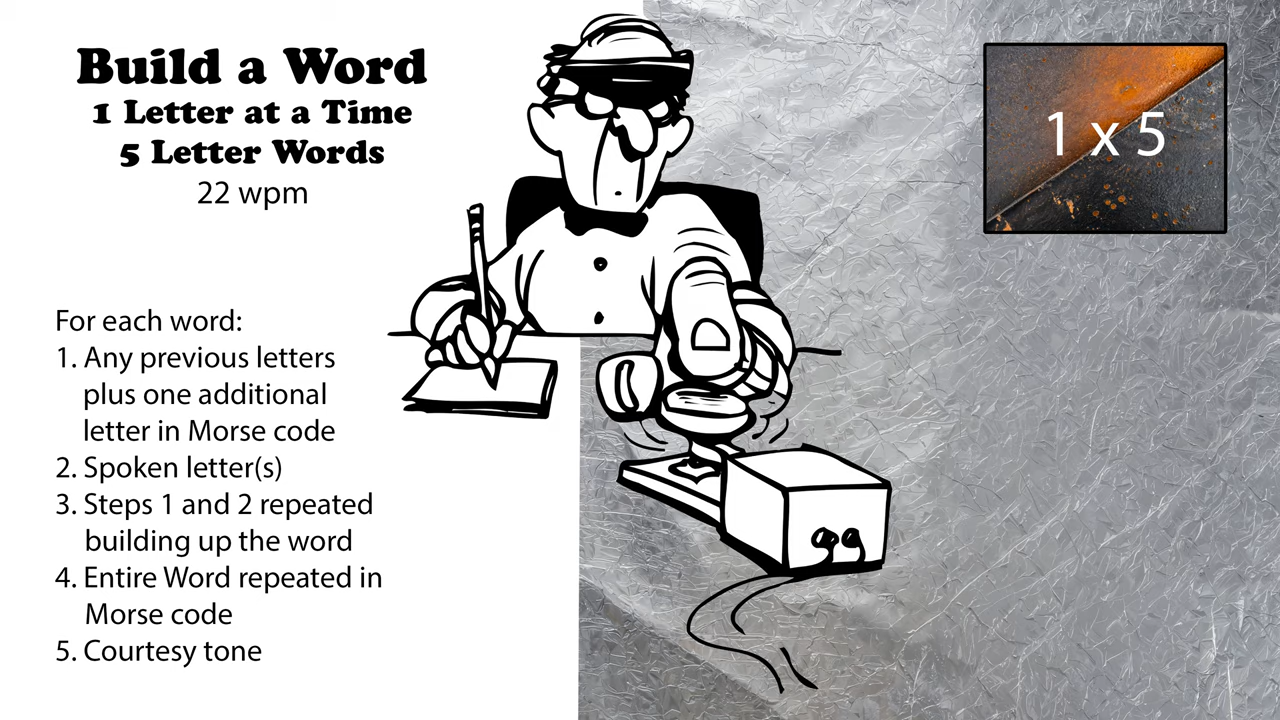 Build a Word
1 Letter at a Time
5 Letter Words
22 wpm
1 x 5
For each word:
1. Any previous letters
plus one additional
letter in Morse code
2. Spoken letter(s)
3. Steps 1 and 2 repeated
building up the word
4. Entire Word repeated in
Morse code
5. Courtesy tone